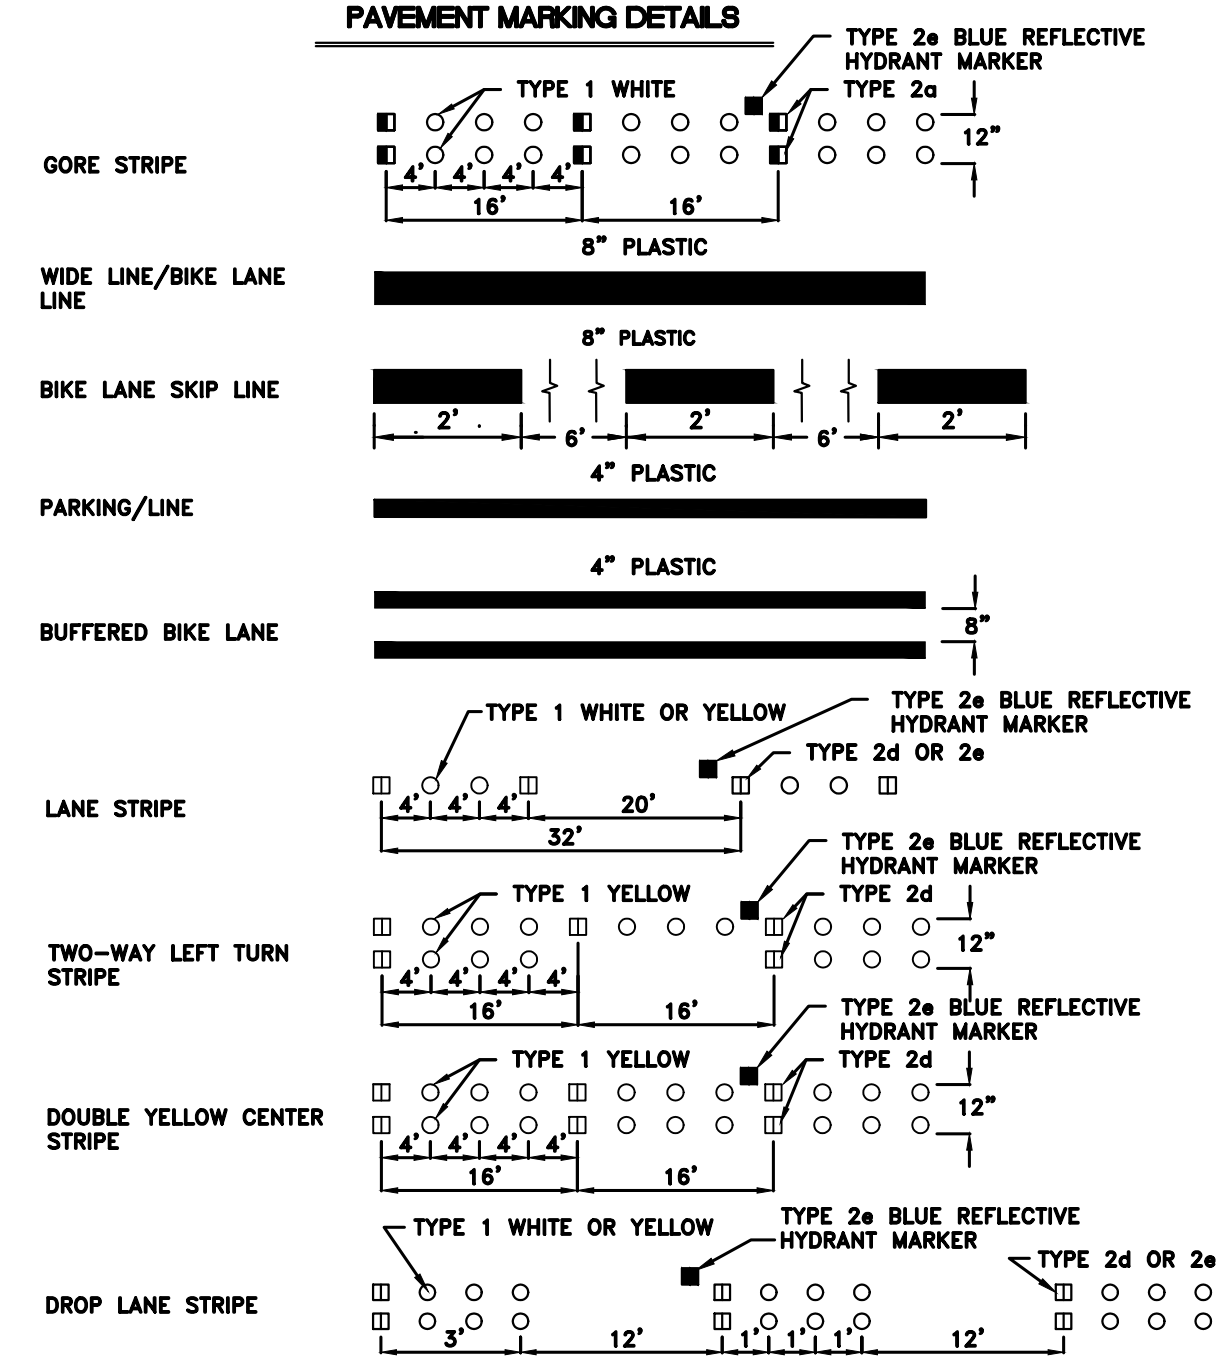 PAVEMENT MARKING DETAILS
TYPE 2e BLUE REFLECTIVE
HYDRANT MARKER
TYPE 1 WHITE
TYPE 2a
12"
GORE STRIPE
4' 4' 4' 4'
16' 16'
8" PLASTIC
WIDE LINE/BIKE LANE
LINE
8" PLASTIC
BIKE LANE SKIP LINE
2' 6' 2' 6' 2'
4" PLASTIC
PARKING/LINE
4" PLASTIC
BUFFERED BIKE LANE
8"
TYPE 1 WHITE OR YELLOW
TYPE 2e BLUE REFLECTIVE
HYDRANT MARKER
TYPE 2d OR 2e
LANE STRIPE
4' 4' 4' 20'
32'
TYPE 2e BLUE REFLECTIVE
HYDRANT MARKER
TYPE 1 YELLOW
TYPE 2d
12"
TWO-WAY LEFT TURN
STRIPE
4' 4' 4' 4'
16' 16'
TYPE 2e BLUE REFLECTIVE
HYDRANT MARKER
TYPE 1 YELLOW
TYPE 2d
12"
DOUBLE YELLOW CENTER
STRIPE
4' 4' 4' 4'
16' 16'
TYPE 1 WHITE OR YELLOW
TYPE 2e BLUE REFLECTIVE
HYDRANT MARKER
TYPE 2d OR 2e
DROP LANE STRIPE
3' 12' 1' 1' 1' 12'